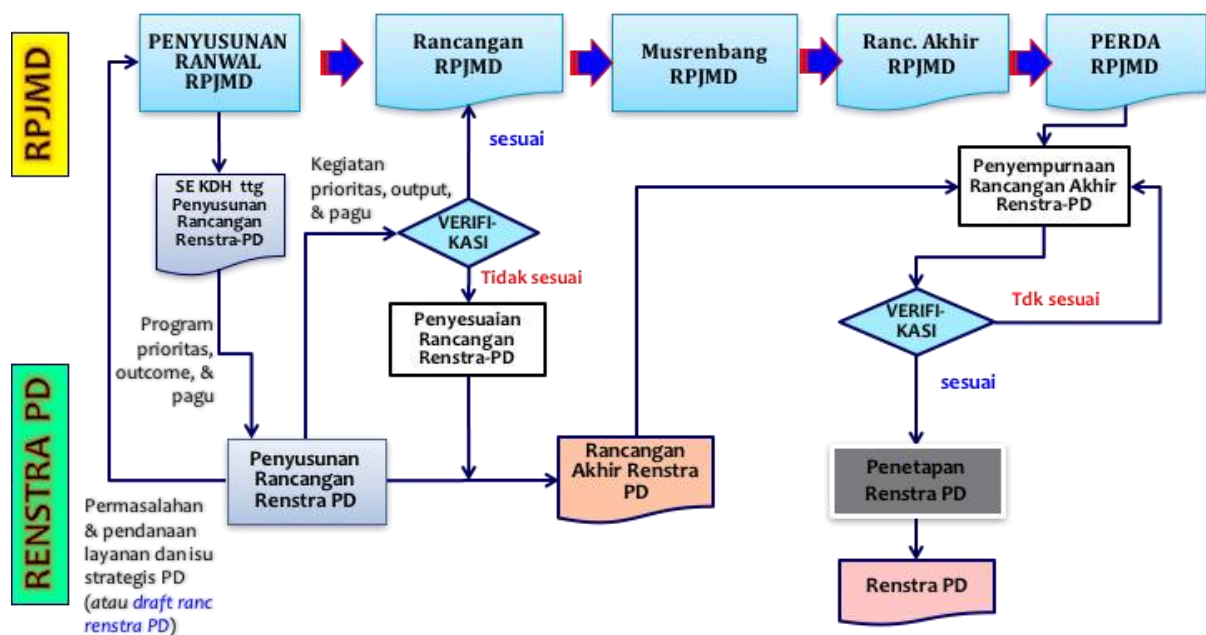 RPJMD
PENYUSUNAN
RANWAL
RPJMD
Rancangan
RPJMD
Musrenbang
RPJMD
Ranc. Akhir
RPJMD
PERDA
RPJMD
SE KDH ttg
Penyusunan
Rancangan
Renstra-PD
Kegiatan
prioritas, output,
& pagu
sesuai
VERIFI-
KASI
Tidak sesuai
Penyesuaian
Rancangan
Renstra-PD
Penyempurnaan
Rancangan Akhir
Renstra-PD
VERIFI-
KASI
Tdk sesuai
sesuai
Program
prioritas,
outcome, &
pagu
RENSTRA PD
Penyusunan
Rancangan
Renstra PD
Rancangan
Akhir Renstra
PD
Penetapan
Renstra PD
Renstra PD
Permasalahan
& pendanaan
layanan dan isu
strategis PD
(atau draft ranc
renstra PD)